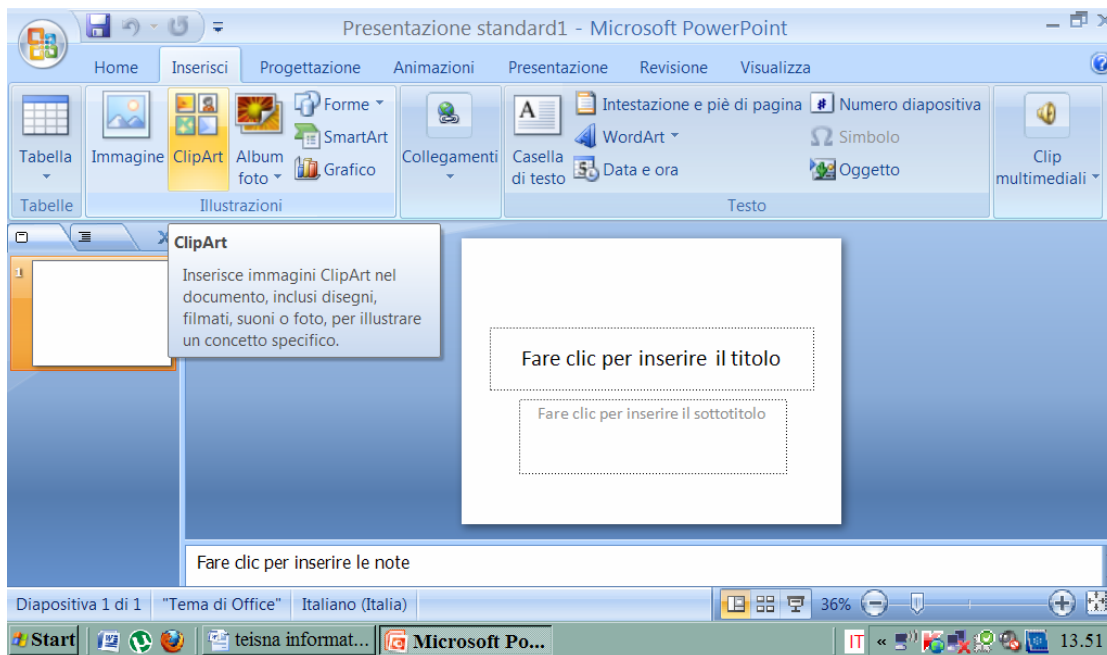 Presentazione standard1 - Microsoft PowerPoint
Home Inserisci Progettazione Animazioni Presentazione Revisione Visualizza
Tabella
Immagine
ClipArt
Album
foto
Forme
SmartArt
Grafico
Collegamenti
A
Casella
di testo
Intestazione e piè di pagina
WordArt
Data e ora
# Numero diapositiva
Ω Simbolo
Oggetto
Clip
multimediali
Tabelle
Illustrazioni
Testo
ClipArt
Inserisce immagini ClipArt nel
documento, inclusi disegni,
filmati, suoni o foto, per illustrare
un concetto specifico.
1
Fare clic per inserire il titolo
Fare clic per inserire il sottotitolo
Fare clic per inserire le note
Diapositiva 1 di 1 "Tema di Office" Italiano (Italia) 36%
Start teisna informat... Microsoft Po... IT « 13.51